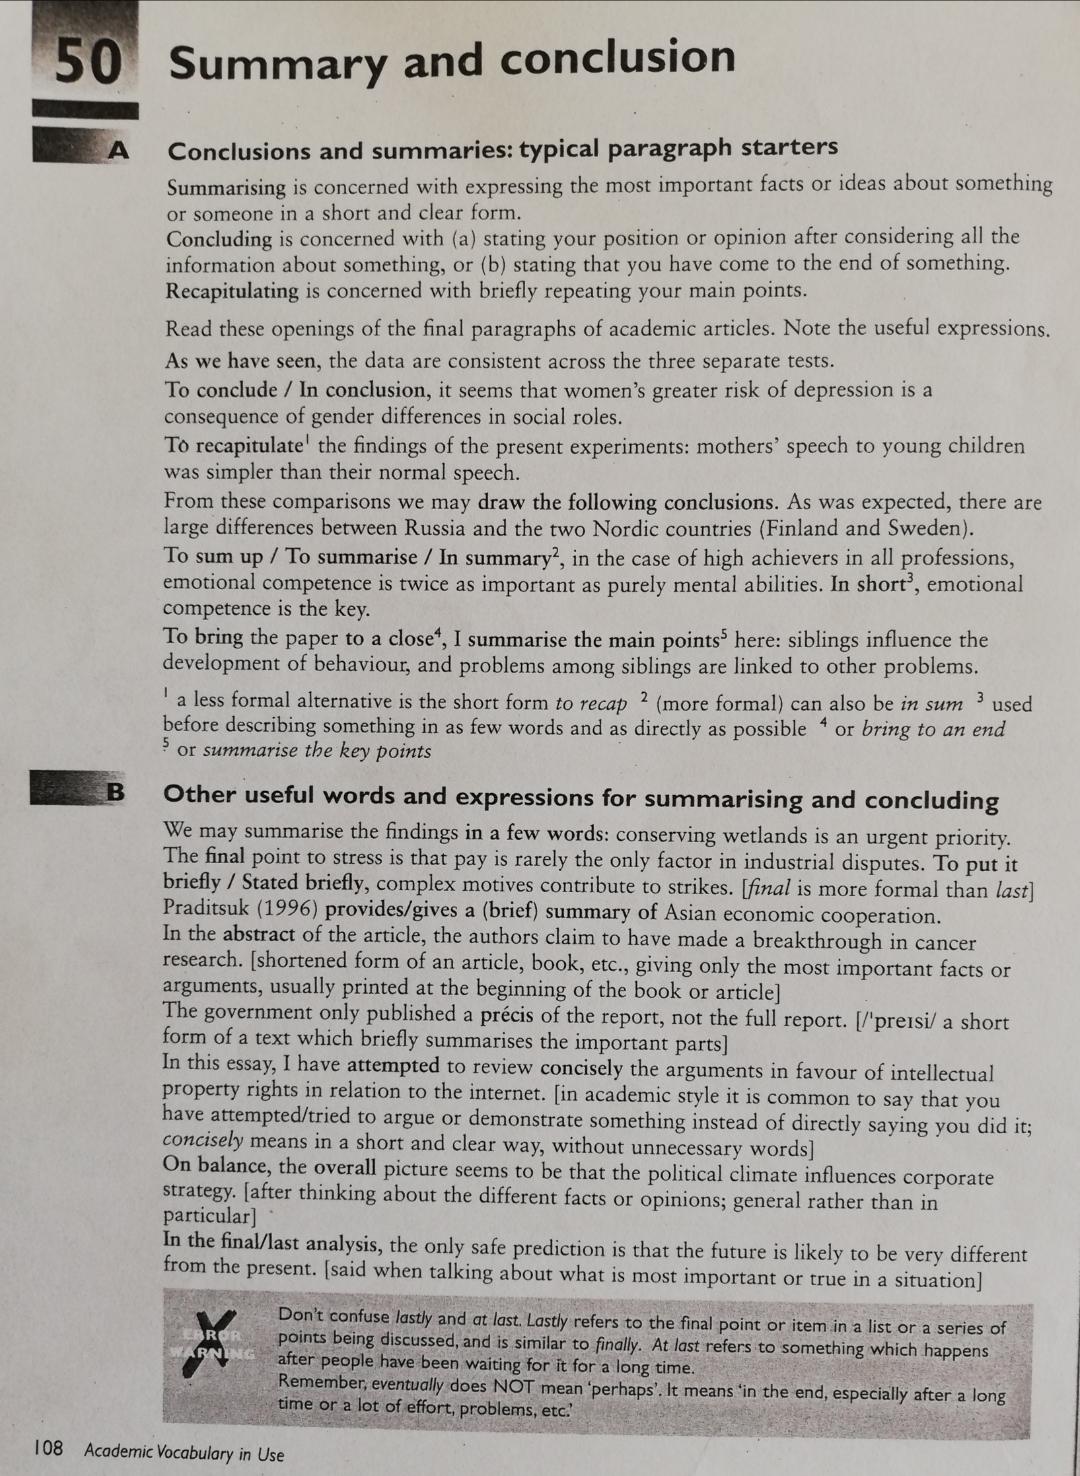 50 Summary and conclusion
A Conclusions and summaries: typical paragraph starters
Summarising is concerned with expressing the most important facts or ideas about something
or someone in a short and clear form.
Concluding is concerned with (a) stating your position or opinion after considering all the
information about something, or (b) stating that you have come to the end of something.
Recapitulating is concerned with briefly repeating your main points.
Read these openings of the final paragraphs of academic articles. Note the useful expressions.
As we have seen, the data are consistent across the three separate tests.
To conclude / In conclusion, it seems that women's greater risk of depression is a
consequence of gender differences in social roles.
To recapitulate¹ the findings of the present experiments: mothers' speech to young children
was simpler than their normal speech.
From these comparisons we may draw the following conclusions. As was expected, there are
large differences between Russia and the two Nordic countries (Finland and Sweden).
To sum up / To summarise / In summary², in the case of high achievers in all professions,
emotional competence is twice as important as purely mental abilities. In short³, emotional
competence is the key.
To bring the paper to a close⁴, I summarise the main points⁵ here: siblings influence the
development of behaviour, and problems among siblings are linked to other problems.
¹ a less formal alternative is the short form to recap ² (more formal) can also be in sum ³ used
before describing something in as few words and as directly as possible ⁴ or bring to an end
⁵ or summarise the key points
B Other useful words and expressions for summarising and concluding
We may summarise the findings in a few words: conserving wetlands is an urgent priority.
The final point to stress is that pay is rarely the only factor in industrial disputes. To put it
briefly / Stated briefly, complex motives contribute to strikes. [final is more formal than last]
Praditsuk (1996) provides/gives a (brief) summary of Asian economic cooperation.
In the abstract of the article, the authors claim to have made a breakthrough in cancer
research. [shortened form of an article, book, etc., giving only the most important facts or
arguments, usually printed at the beginning of the book or article]
The government only published a précis of the report, not the full report. [/ˈpreɪsi/ a short
form of a text which briefly summarises the important parts]
In this essay, I have attempted to review concisely the arguments in favour of intellectual
property rights in relation to the internet. [in academic style it is common to say that you
have attempted/tried to argue or demonstrate something instead of directly saying you did it;
concisely means in a short and clear way, without unnecessary words]
On balance, the overall picture seems to be that the political climate influences corporate
strategy. [after thinking about the different facts or opinions; general rather than in
particular]
In the final/last analysis, the only safe prediction is that the future is likely to be very different
from the present. [said when talking about what is most important or true in a situation]
ERROR
WARNING
Don't confuse lastly and at last. Lastly refers to the final point or item in a list or a series of
points being discussed, and is similar to finally. At last refers to something which happens
after people have been waiting for it for a long time.
Remember, eventually does NOT mean 'perhaps'. It means 'in the end, especially after a long
time or a lot of effort, problems, etc.'
108 Academic Vocabulary in Use